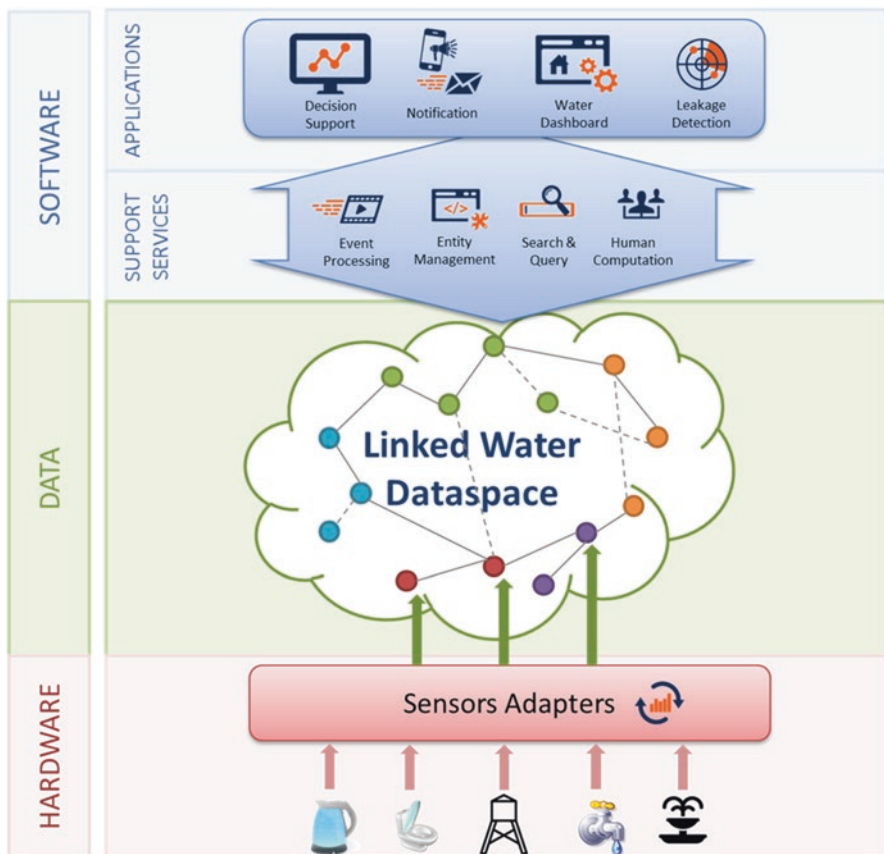 SOFTWARE
APPLICATIONS
Decision
Support
Notification
Water
Dashboard
Leakage
Detection
SUPPORT
SERVICES
</>
Event
Processing
Entity
Management
Search &
Query
Human
Computation
DATA
Linked Water
Dataspace
HARDWARE
Sensors Adapters